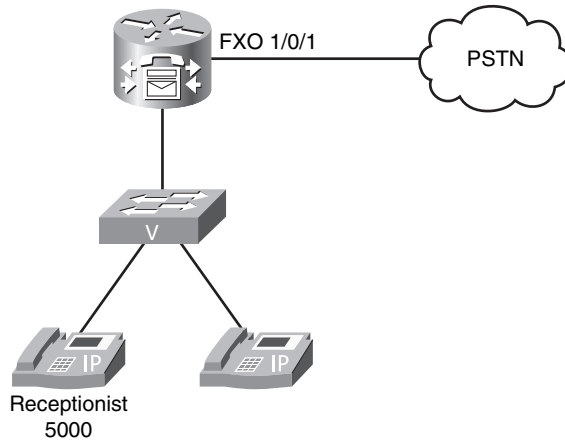 FXO 1/0/1
PSTN
V
IP
IP
Receptionist
5000